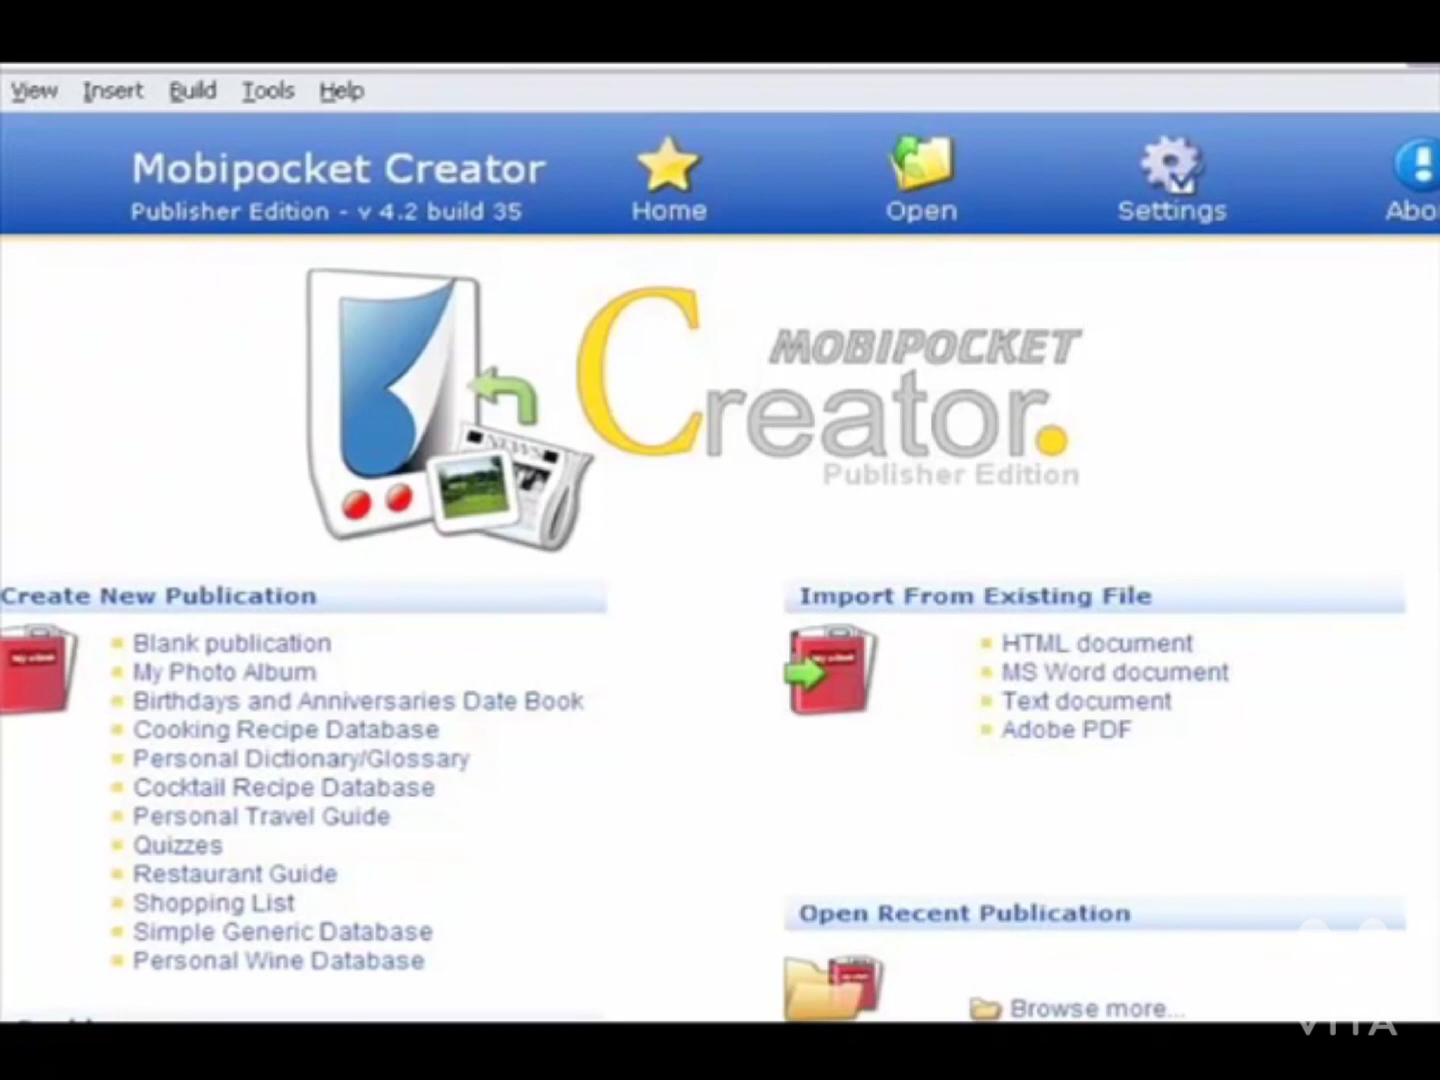 View Insert Build Tools Help
Mobipocket Creator
Publisher Edition - v 4.2 build 35
Home
Open
Settings
Abo
MOBIPOCKET
Creator.
Publisher Edition
NEWS
Create New Publication
Blank publication
My Photo Album
Birthdays and Anniversaries Date Book
Cooking Recipe Database
Personal Dictionary/Glossary
Cocktail Recipe Database
Personal Travel Guide
Quizzes
Restaurant Guide
Shopping List
Simple Generic Database
Personal Wine Database
Import From Existing File
HTML document
MS Word document
Text document
Adobe PDF
Open Recent Publication
Browse more...
VITA